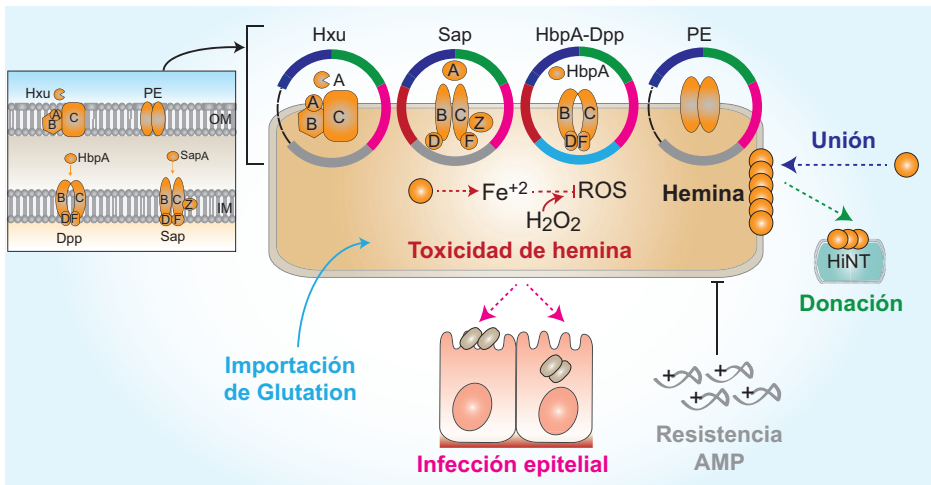 Hxu
Sap
HbpA-Dpp
PE
A
A
B
C
A
B
C
D
F
Z
HbpA
B
C
D
F
Hxu
PE
A
B
C
OM
HbpA
SapA
B
C
D
F
B
C
Z
D
F
IM
Dpp
Sap
Fe+2
ROS
H2O2
Toxicidad de hemina
Hemina
Unión
HiNT
Donación
Importación
de Glutation
Infección epitelial
+
+
+
+
Resistencia
AMP